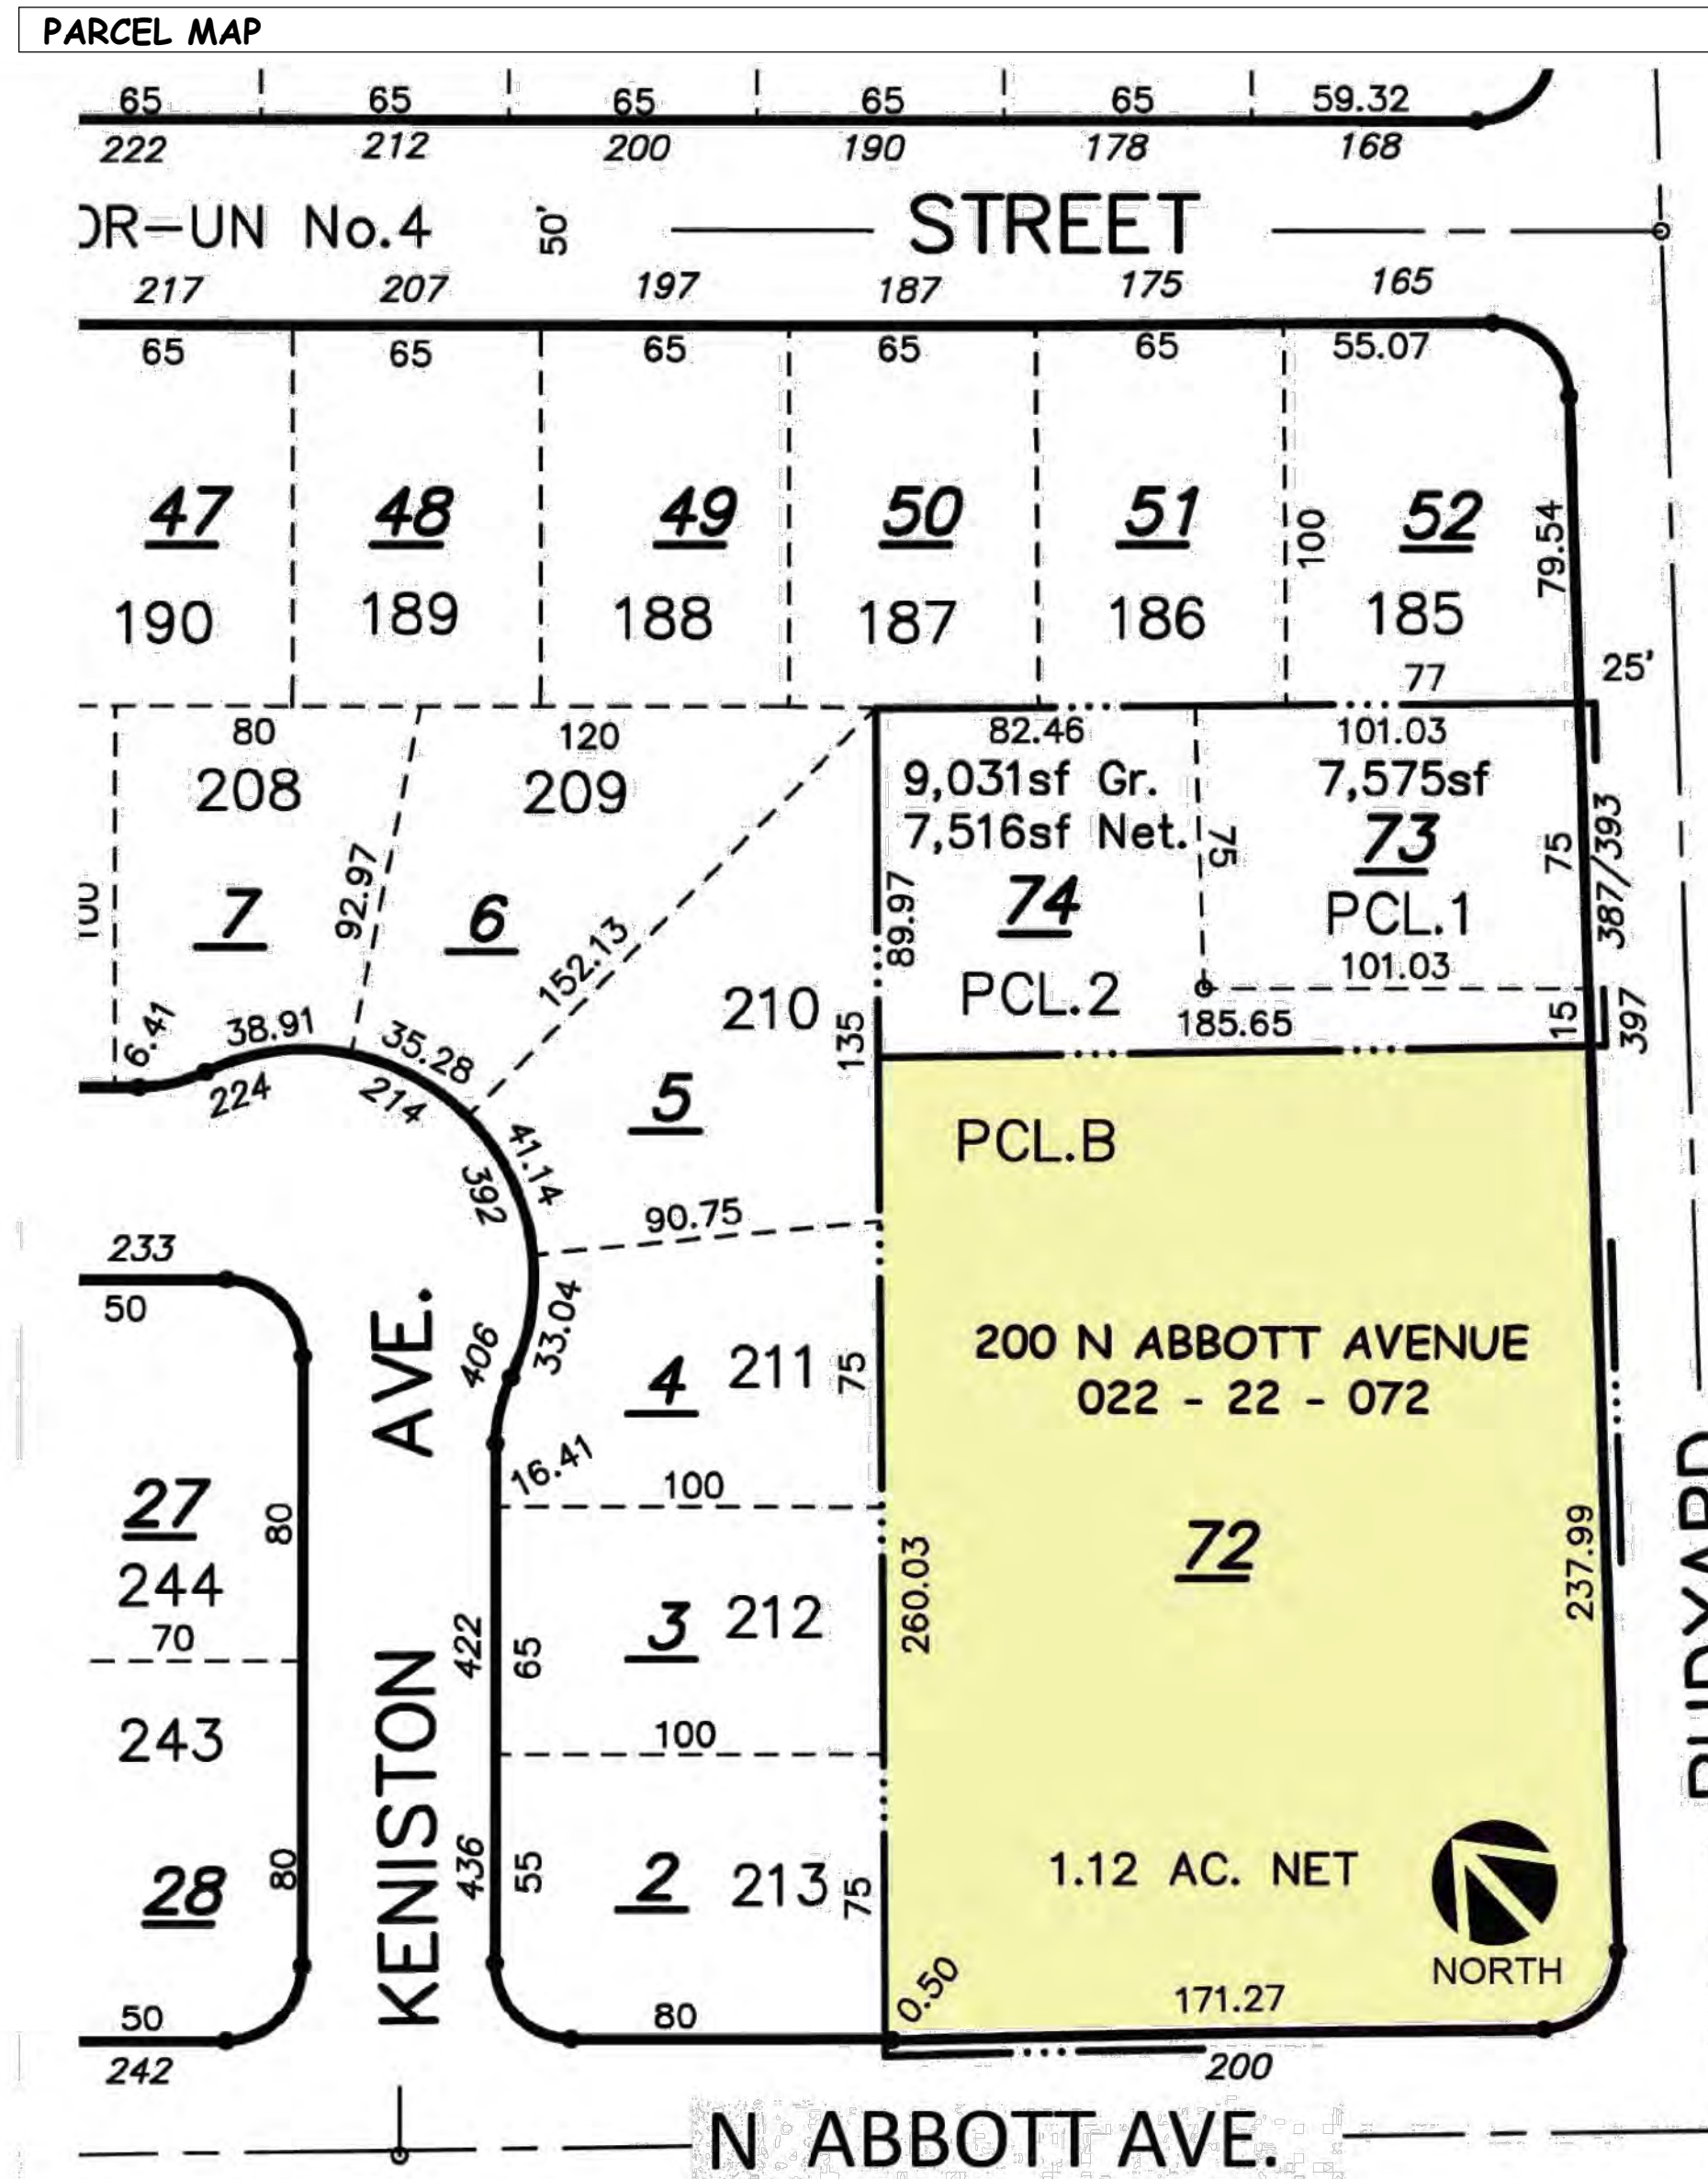 PARCEL MAP
65 65 65 65 65 59.32
222 212 200 190 178 168
OR-UN No.4 50' STREET
217 207 197 187 175 165
65 65 65 65 65 55.07
47 48 49 50 51 52
100 79.54
190 189 188 187 186 185
77 25'
80 120 82.46 101.03
208 209 9,031sf Gr. 7,575sf
7,516sf Net. 75 73 75 387/393
100 7 92.97 6 152.13 89.97 74 PCL.1
101.03
210 PCL.2 185.65 15 397
6.41 38.91 35.28 135
224 214 5
41.14 PCL.B
392
90.75
233
50 AVE. 406 33.04 4 211 75 200 N ABBOTT AVENUE
022 - 22 - 072
16.41 100
27 80 72 237.99
244 260.03
70 422 65 3 212
243 KENISTON 100
28 80 436 55 2 213 75 1.12 AC. NET
NORTH
50 80 0.50 171.27
242 200
N ABBOTT AVE.